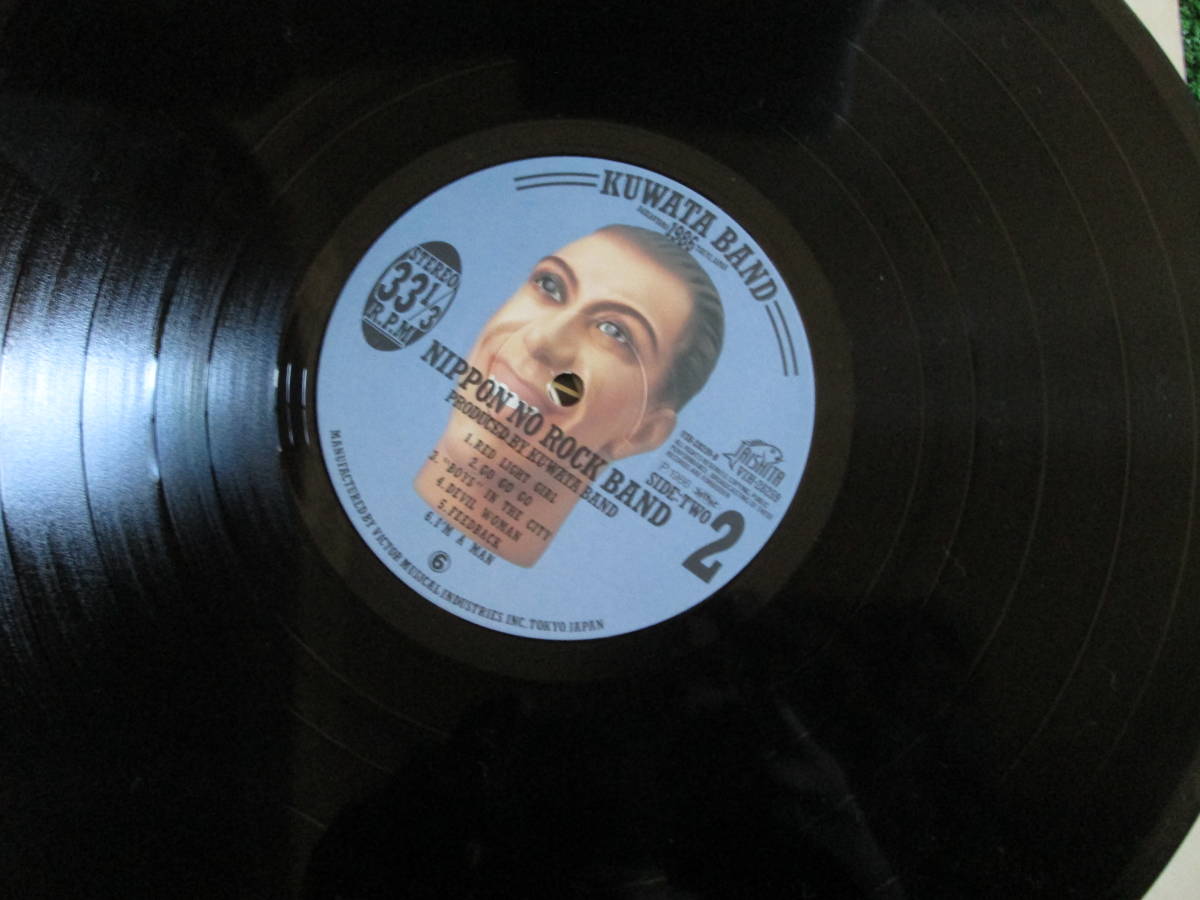 KUWATA BAND
1986
STEREO
33 1/3
R.P.M.
NIPPON NO ROCK BAND
PRODUCED BY KUWATA BAND
1. RED LIGHT GIRL
2. GO GO GO
3. "BOYS" IN THE CITY
4. DEVIL WOMAN
5. FEEDBACK
6. I'M A MAN
6
TAISHITA
SIDE-TWO
2
MANUFACTURED BY VICTOR MUSICAL INDUSTRIES, INC. TOKYO JAPAN